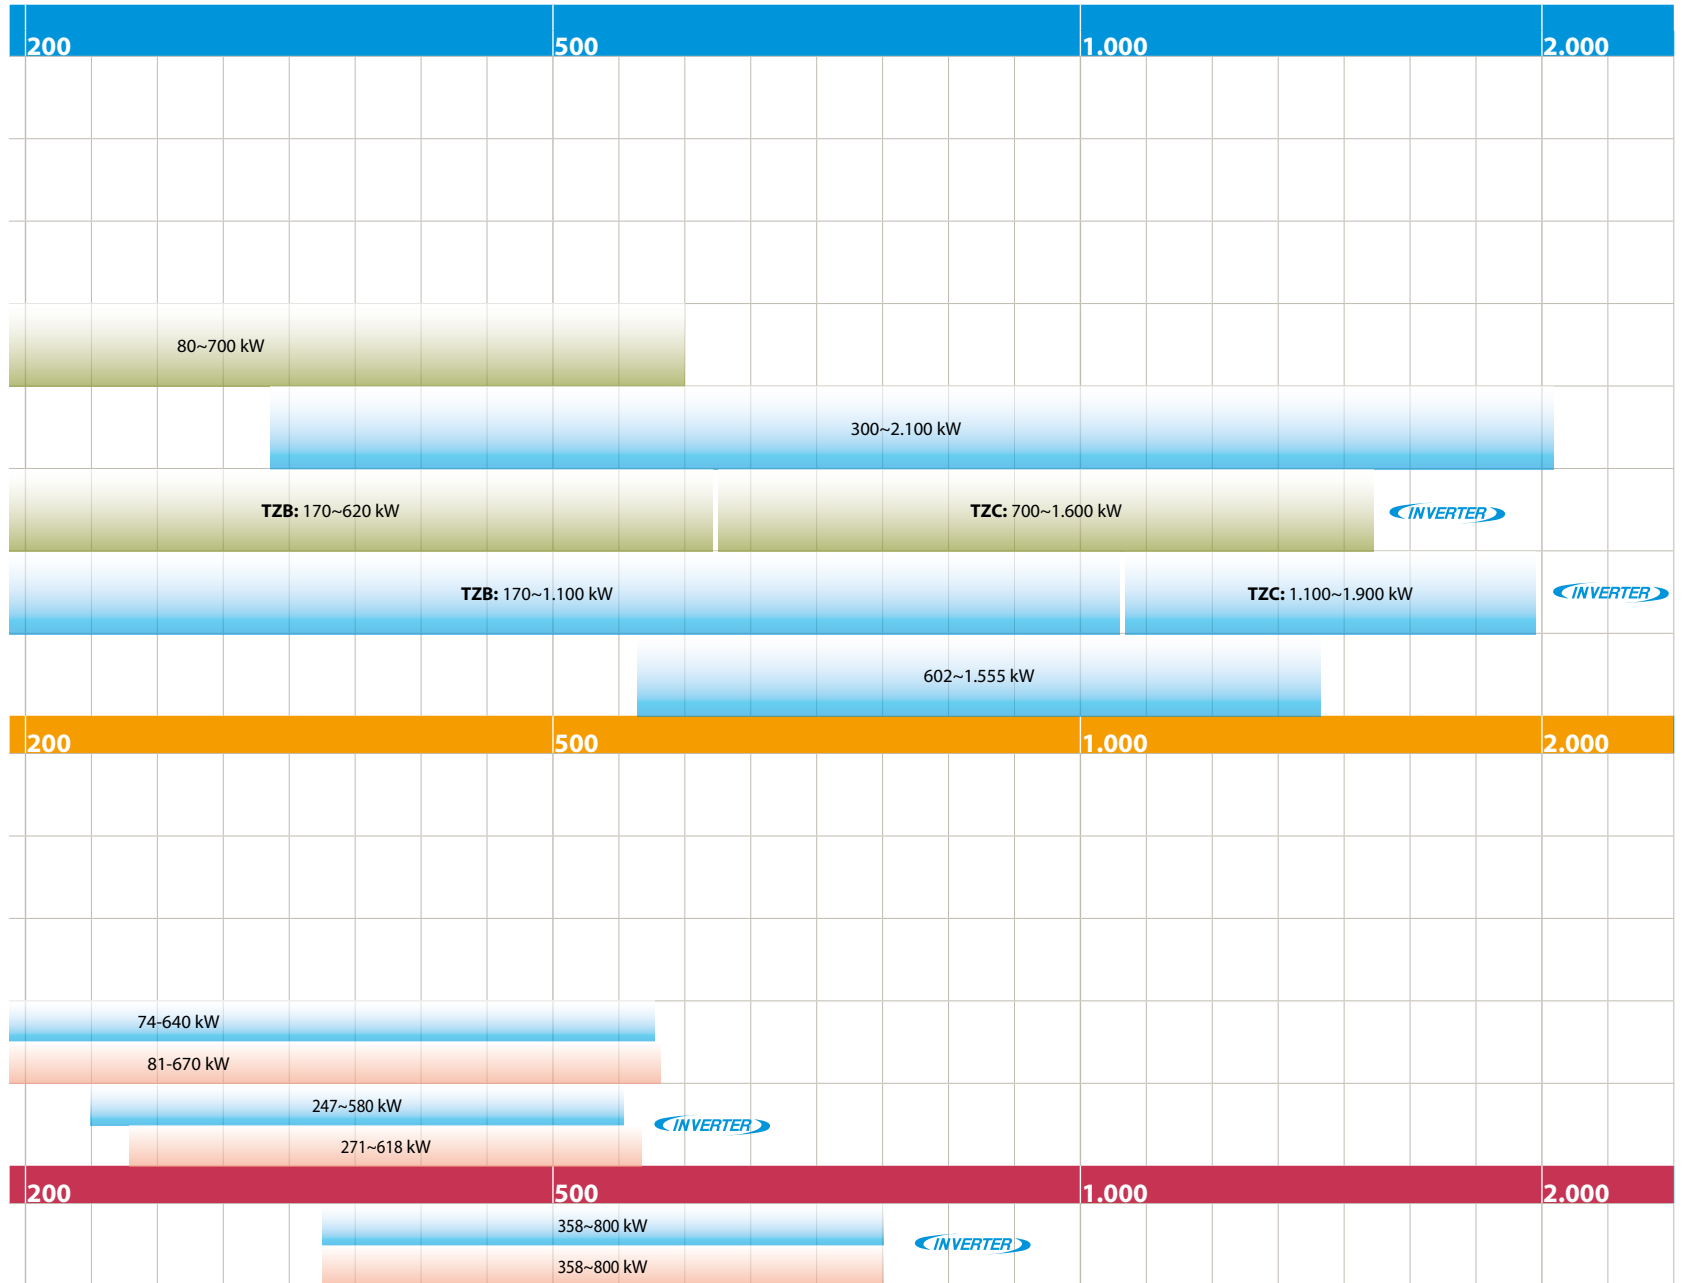 200 500 1.000 2.000
80~700 kW
300~2.100 kW
TZB: 170~620 kW TZC: 700~1.600 kW INVERTER
TZB: 170~1.100 kW TZC: 1.100~1.900 kW INVERTER
602~1.555 kW
200 500 1.000 2.000
74-640 kW
81-670 kW
247~580 kW
INVERTER
271~618 kW
200 500 1.000 2.000
358~800 kW
INVERTER
358~800 kW